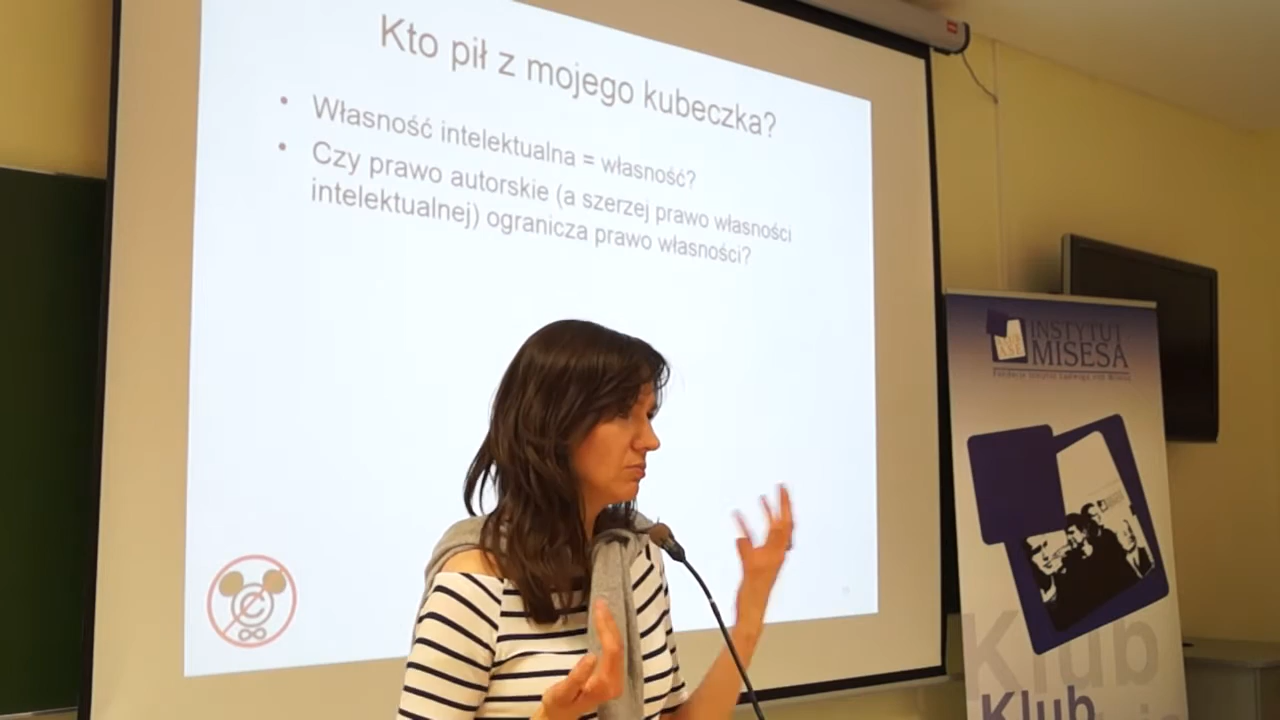 Kto pił z mojego kubeczka?
• Własność intelektualna = własność?
• Czy prawo autorskie (a szerzej prawo własności
intelektualnej) ogranicza prawo własności?
INSTYTUT
MISESA
Klub
Klub